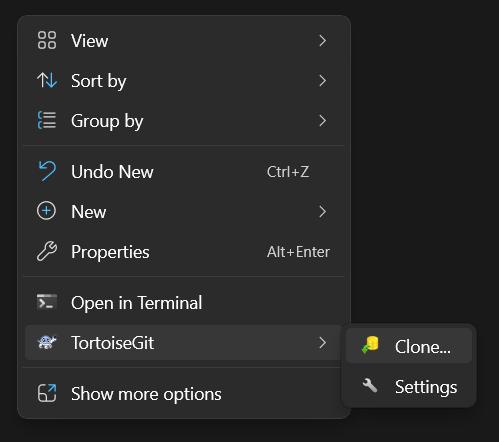 View
Sort by
Group by
Undo New Ctrl+Z
New
Properties Alt+Enter
Open in Terminal
TortoiseGit
Clone...
Settings
Show more options